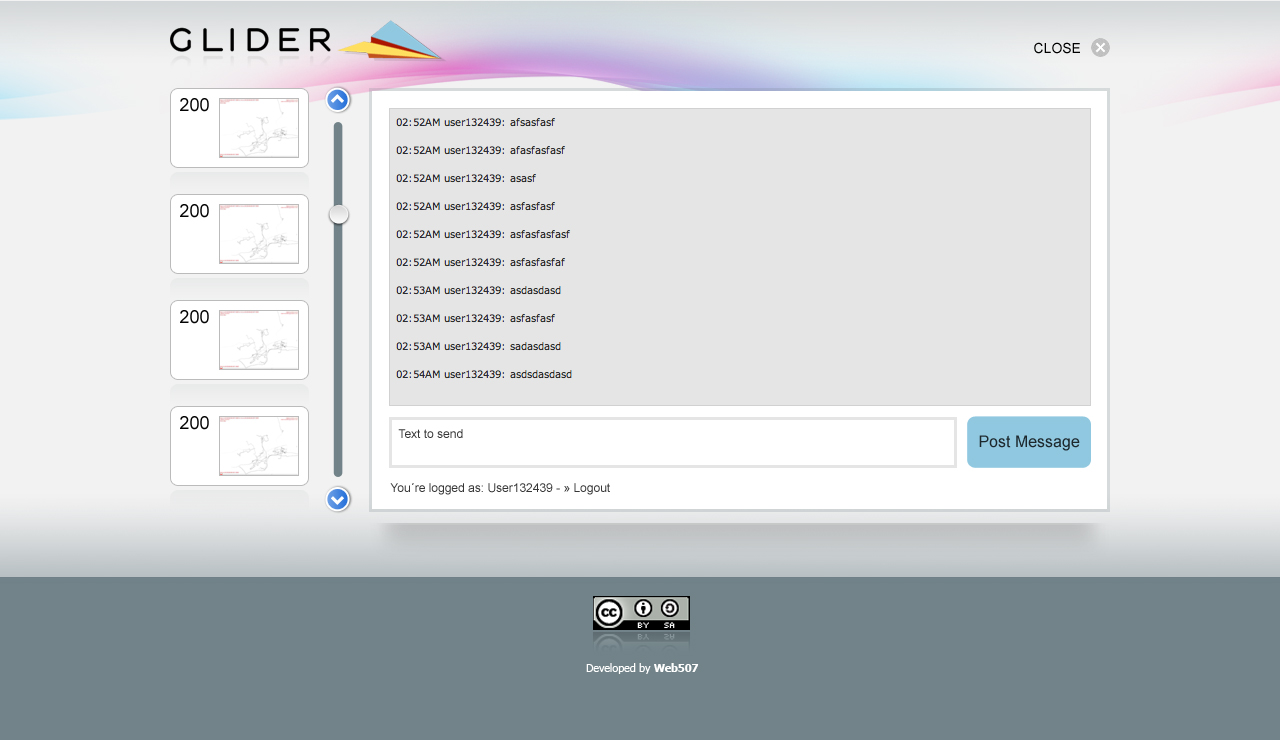 GLIDER
CLOSE
200
200
200
200
02:52AM user132439: afsasfasf
02:52AM user132439: afasfasfasf
02:52AM user132439: asasf
02:52AM user132439: asfasfasf
02:52AM user132439: asfasfasfasf
02:52AM user132439: asfasfasfaf
02:53AM user132439: asdasdasd
02:53AM user132439: asfasfasf
02:53AM user132439: sadasdasd
02:54AM user132439: asdsdasdasd
Text to send
Post Message
You´re logged as: User132439 - » Logout
cc
BY SA
Developed by Web507